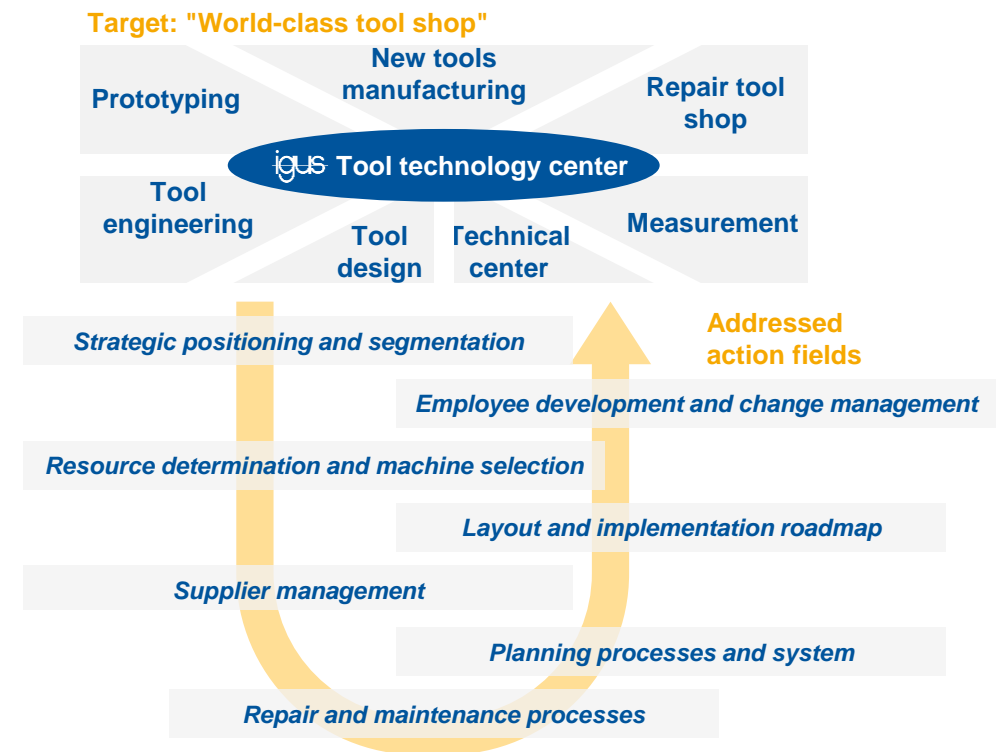 Target: "World-class tool shop"
New tools
manufacturing
Prototyping
Repair tool
shop
igus Tool technology center
Tool
engineering
Tool
design
Technical
center
Measurement
Addressed
action fields
Strategic positioning and segmentation
Employee development and change management
Resource determination and machine selection
Layout and implementation roadmap
Supplier management
Planning processes and system
Repair and maintenance processes